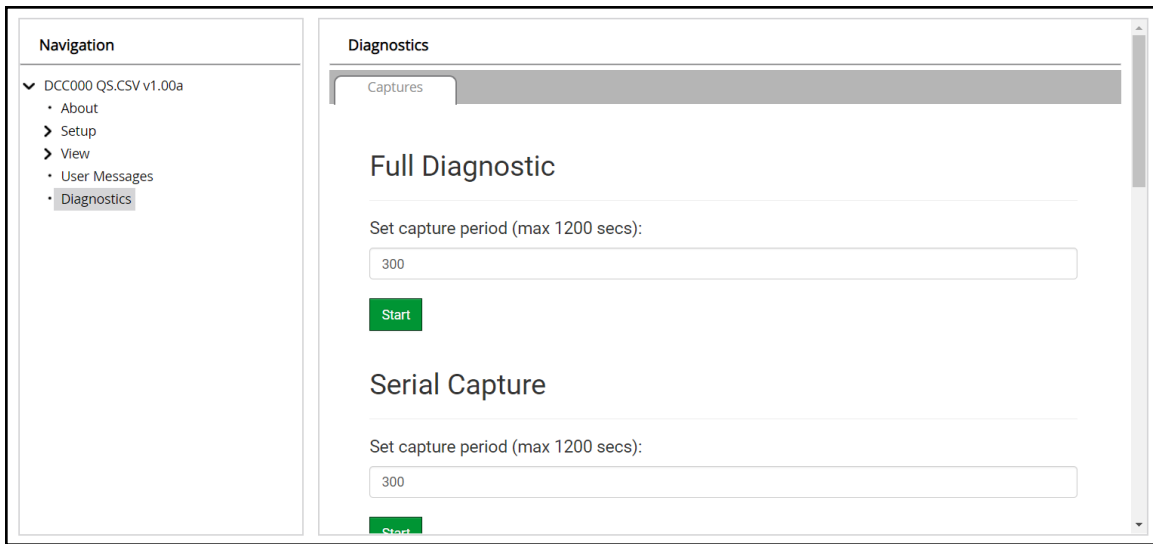 Navigation
DCC000 QS.CSV v1.00a
About
Setup
View
User Messages
Diagnostics
Diagnostics
Captures
Full Diagnostic
Set capture period (max 1200 secs):
300
Start
Serial Capture
Set capture period (max 1200 secs):
300
Start